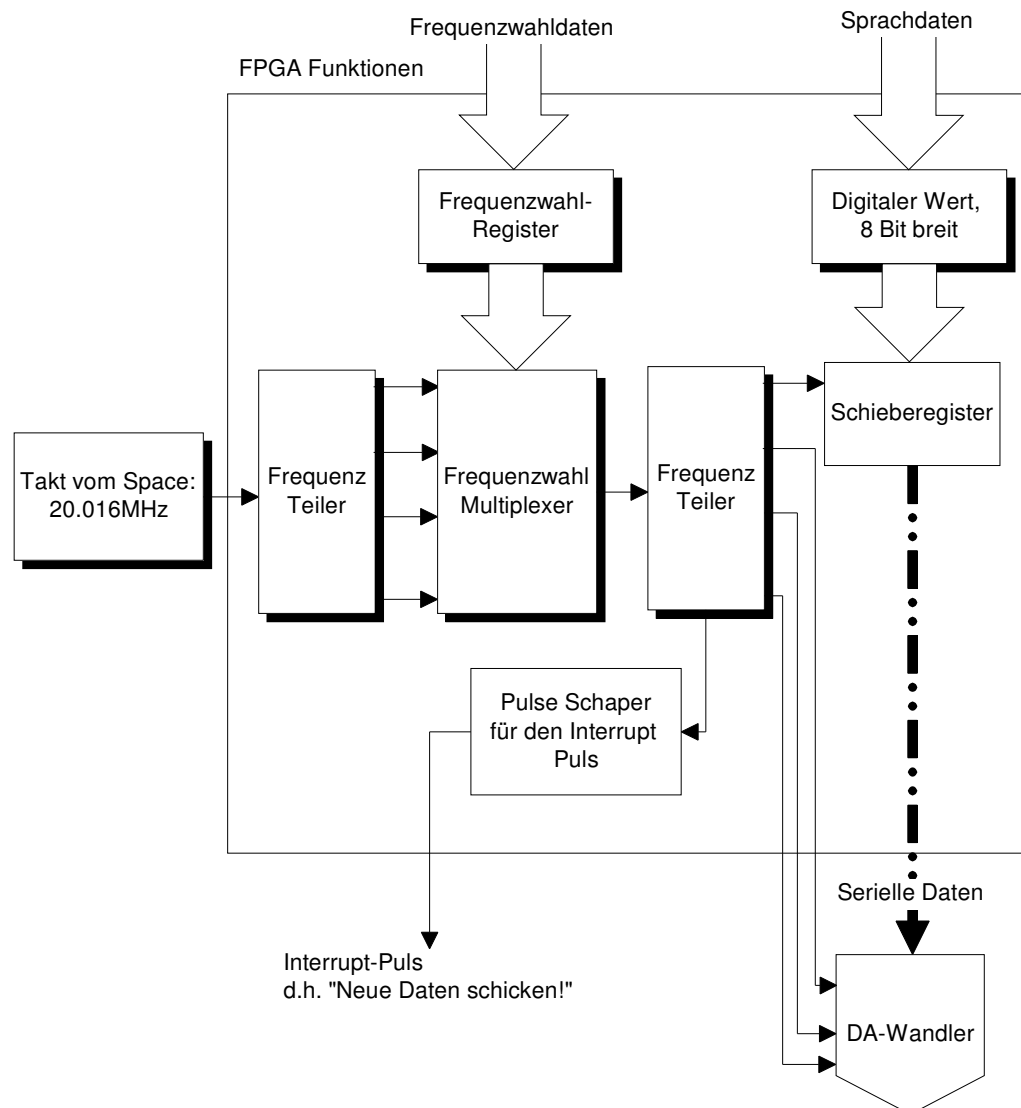 Frequenzwahldaten
Sprachdaten
FPGA Funktionen
Frequenzwahl-
Register
Digitaler Wert,
8 Bit breit
Takt vom Space:
20.016MHz
Frequenz
Teiler
Frequenzwahl
Multiplexer
Frequenz
Teiler
Schieberegister
Pulse Schaper
für den Interrupt
Puls
Serielle Daten
Interrupt-Puls
d.h. "Neue Daten schicken!"
DA-Wandler